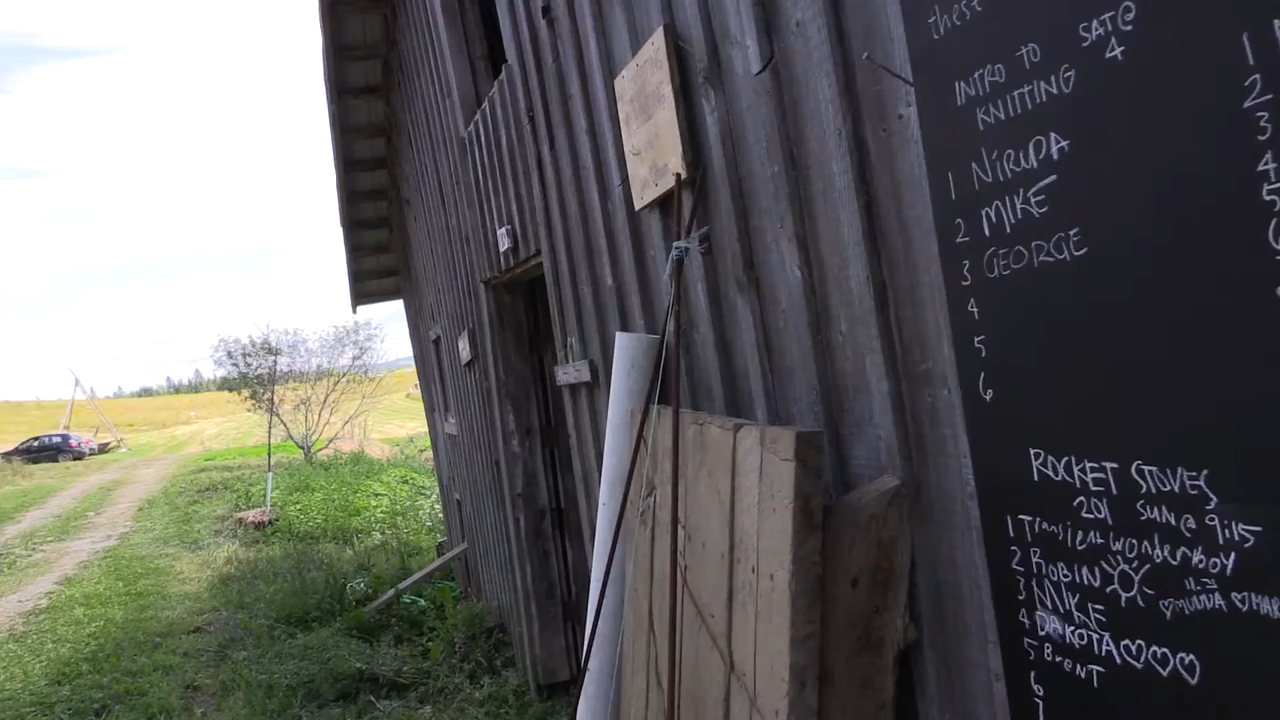 these
INTRO TO
KNITTING
SAT@
4
1 NIRUPA
2 MIKE
3 GEORGE
4
5
6
1
2
3
4
5
ROCKET STOVES
201 SUN@ 9:15
1 Transient wonderboy
2 ROBIN
3 MIKE
4 DAKOTA♡♡♡
5 BrenT
6
♡MUNNA ♡MAR